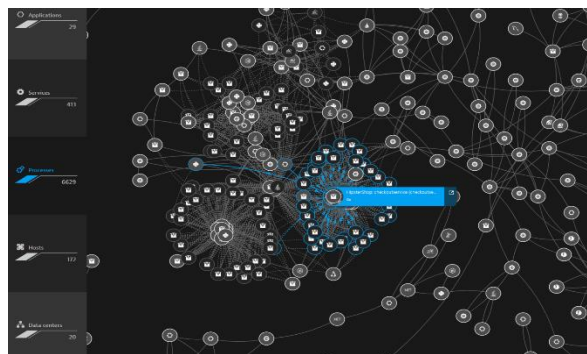 Applications
29
Services
411
Processes
6629
Hosts
122
Data centers
20